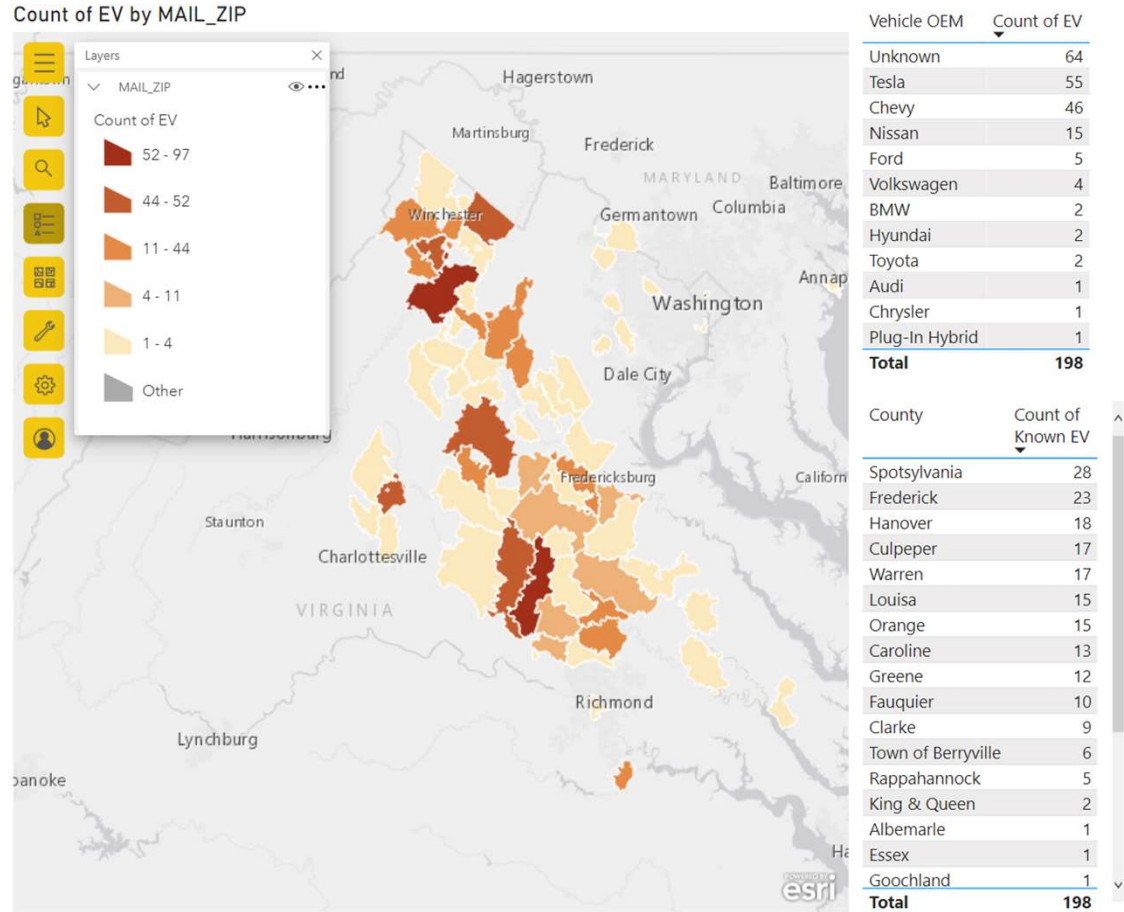 Count of EV by MAIL_ZIP
Layers
MAIL_ZIP
Count of EV
52 - 97
44 - 52
11 - 44
4 - 11
1 - 4
Other
Hagerstown
Martinsburg
Frederick
MARYLAND
Baltimore
Winchester
Germantown
Columbia
Annap
Washington
Dale City
Fredericksburg
Californ
Staunton
Charlottesville
VIRGINIA
Richmond
Lynchburg
oanoke
Ha
POWERED BY
esri
Vehicle OEM Count of EV
Unknown 64
Tesla 55
Chevy 46
Nissan 15
Ford 5
Volkswagen 4
BMW 2
Hyundai 2
Toyota 2
Audi 1
Chrysler 1
Plug-In Hybrid 1
Total 198
County Count of
Known EV
Spotsylvania 28
Frederick 23
Hanover 18
Culpeper 17
Warren 17
Louisa 15
Orange 15
Caroline 13
Greene 12
Fauquier 10
Clarke 9
Town of Berryville 6
Rappahannock 5
King & Queen 2
Albemarle 1
Essex 1
Goochland 1
Total 198